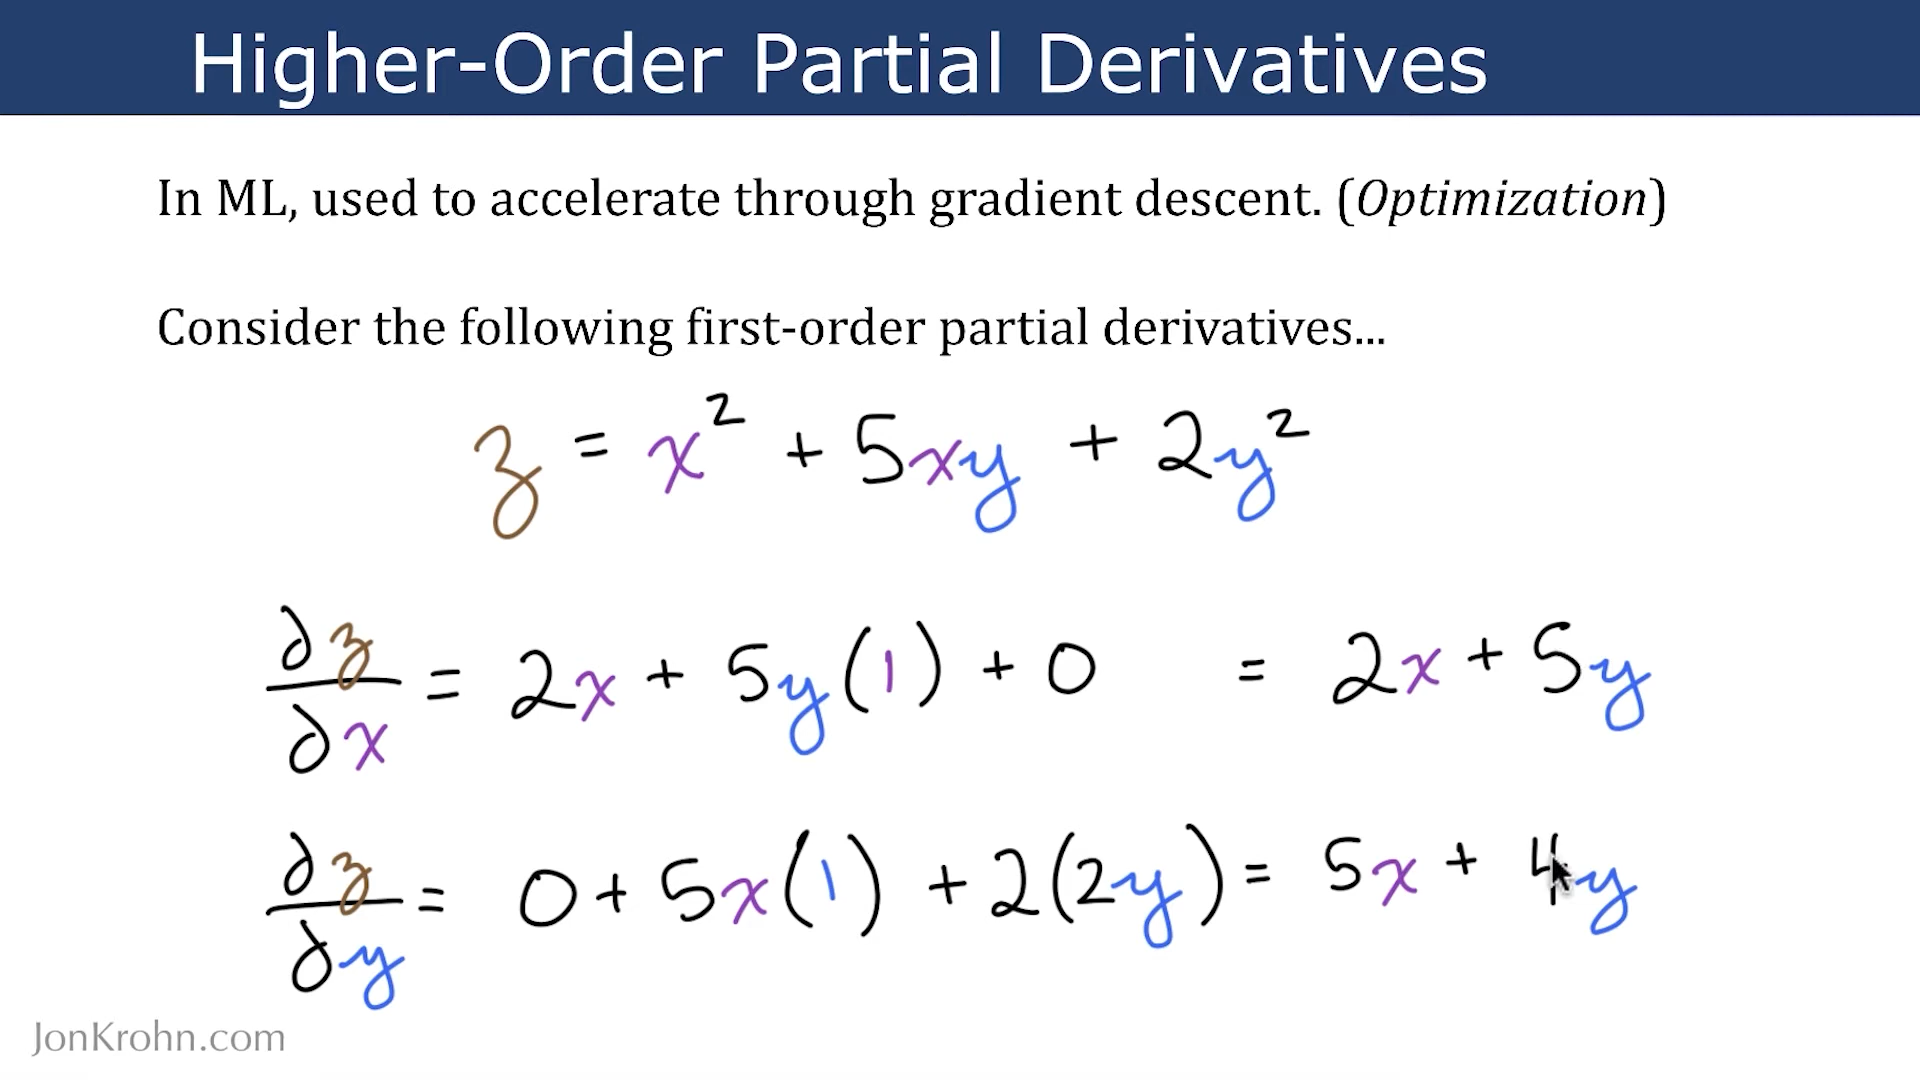 Higher-Order Partial Derivatives
In ML, used to accelerate through gradient descent. (Optimization)
Consider the following first-order partial derivatives...
z = x² + 5xy + 2y²
∂z/∂x = 2x + 5y(1) + 0 = 2x + 5y
∂z/∂y = 0 + 5x(1) + 2(2y) = 5x + 4y
JonKrohn.com